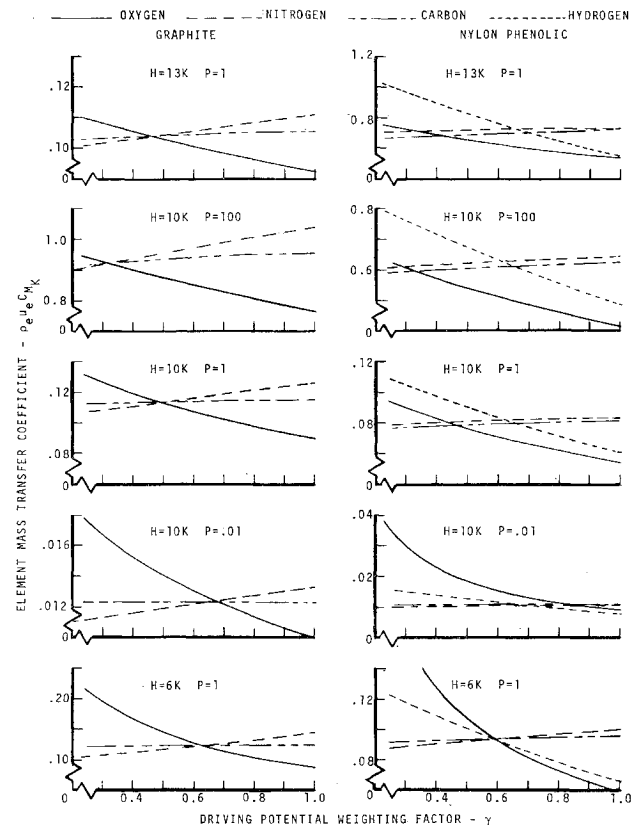 OXYGEN NITROGEN CARBON HYDROGEN
GRAPHITE NYLON PHENOLIC
H=13K P=1
.12
.10
0
H=13K P=1
1.2
0.8
0
H=10K P=100
1.0
0.8
0
H=10K P=100
0.8
0.6
0
H=10K P=1
.12
.08
0
H=10K P=1
0.12
.08
0
H=10K P=.01
.016
.012
0
H=10K P=.01
.04
.02
0
H=6K P=1
.20
.10
0 0.4 0.6 0.8 1.0
H=6K P=1
.12
.08
0 0.4 0.6 0.8 1.0
ELEMENT MASS TRANSFER COEFFICIENT - ρeueCMK
DRIVING POTENTIAL WEIGHTING FACTOR - γ